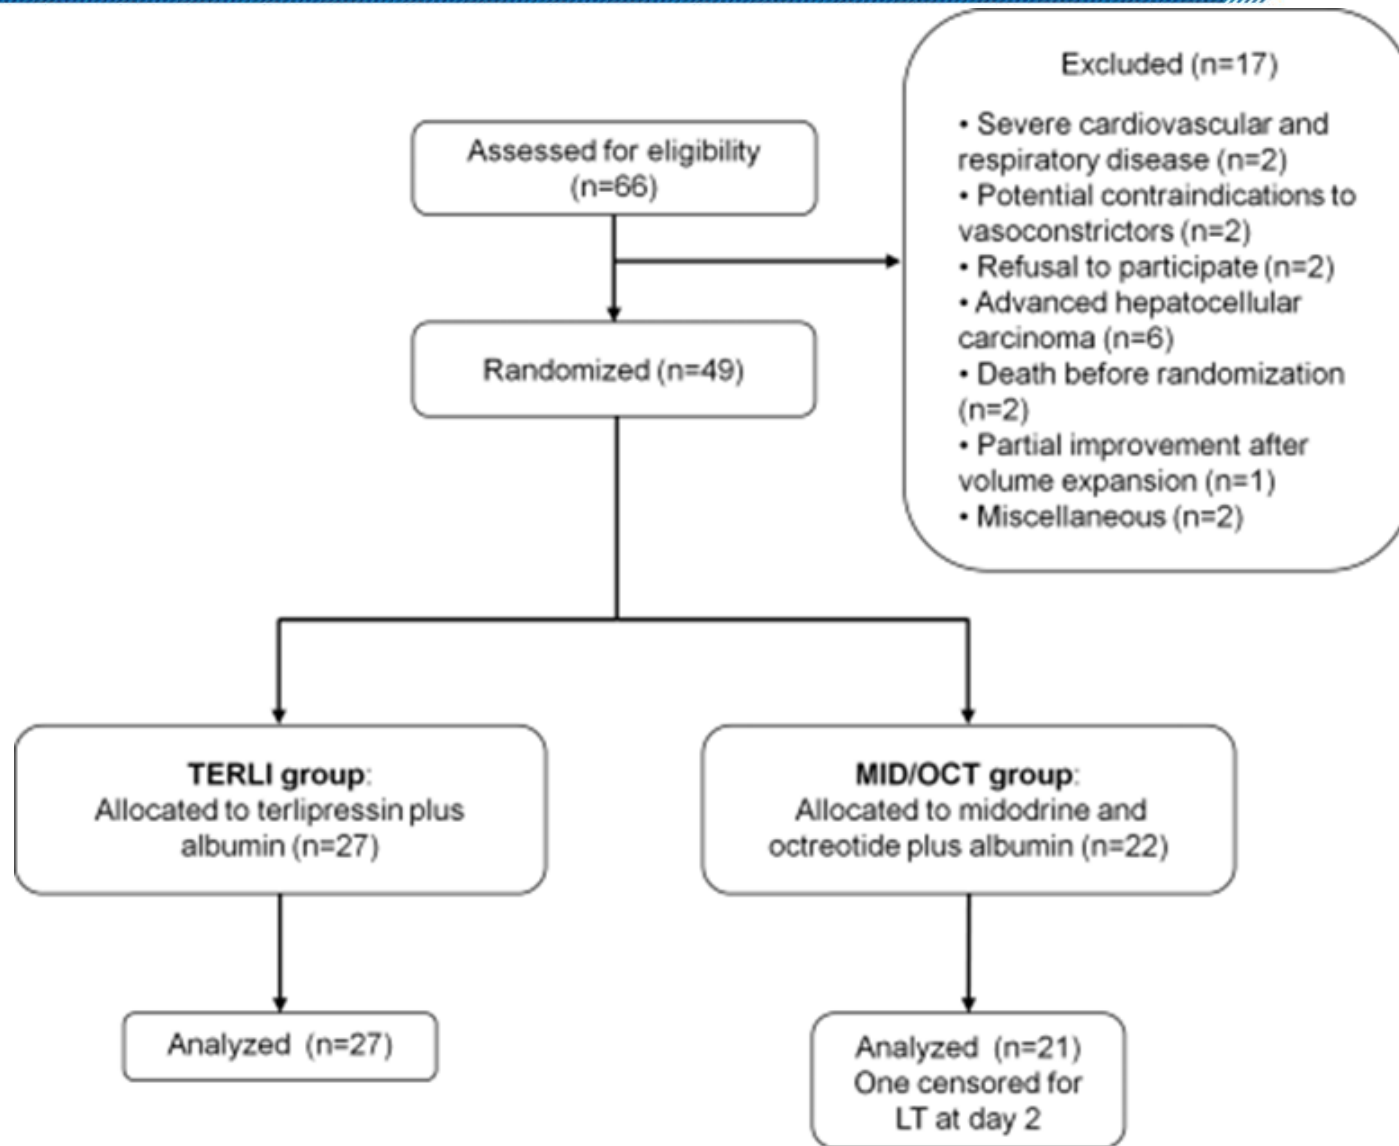 Excluded (n=17)
• Severe cardiovascular and
respiratory disease (n=2)
• Potential contraindications to
vasoconstrictors (n=2)
• Refusal to participate (n=2)
• Advanced hepatocellular
carcinoma (n=6)
• Death before randomization
(n=2)
• Partial improvement after
volume expansion (n=1)
• Miscellaneous (n=2)
Assessed for eligibility
(n=66)
Randomized (n=49)
TERLI group:
Allocated to terlipressin plus
albumin (n=27)
MID/OCT group:
Allocated to midodrine and
octreotide plus albumin (n=22)
Analyzed (n=27)
Analyzed (n=21)
One censored for
LT at day 2